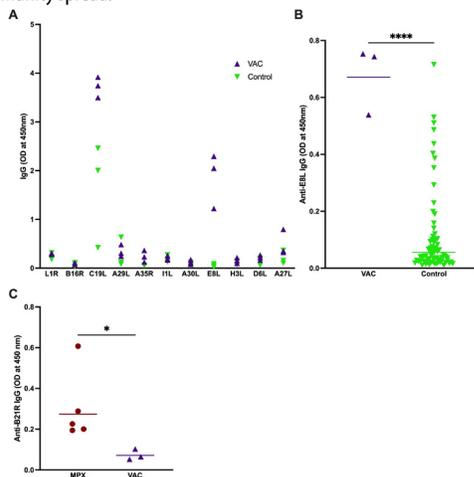 A
B
5
4
3
2
1
0
IgG (OD at 450nm)
VAC
Control
L1R B16R C19L A29L A35R I1L A30L E8L H3L D6L A27L
****
0.8
0.6
0.4
0.2
0.0
Anti-E8L IgG (OD at 450nm)
VAC Control
C
*
0.8
0.6
0.4
0.2
0.0
Anti-B21R IgG (OD at 450 nm)
MPX VAC